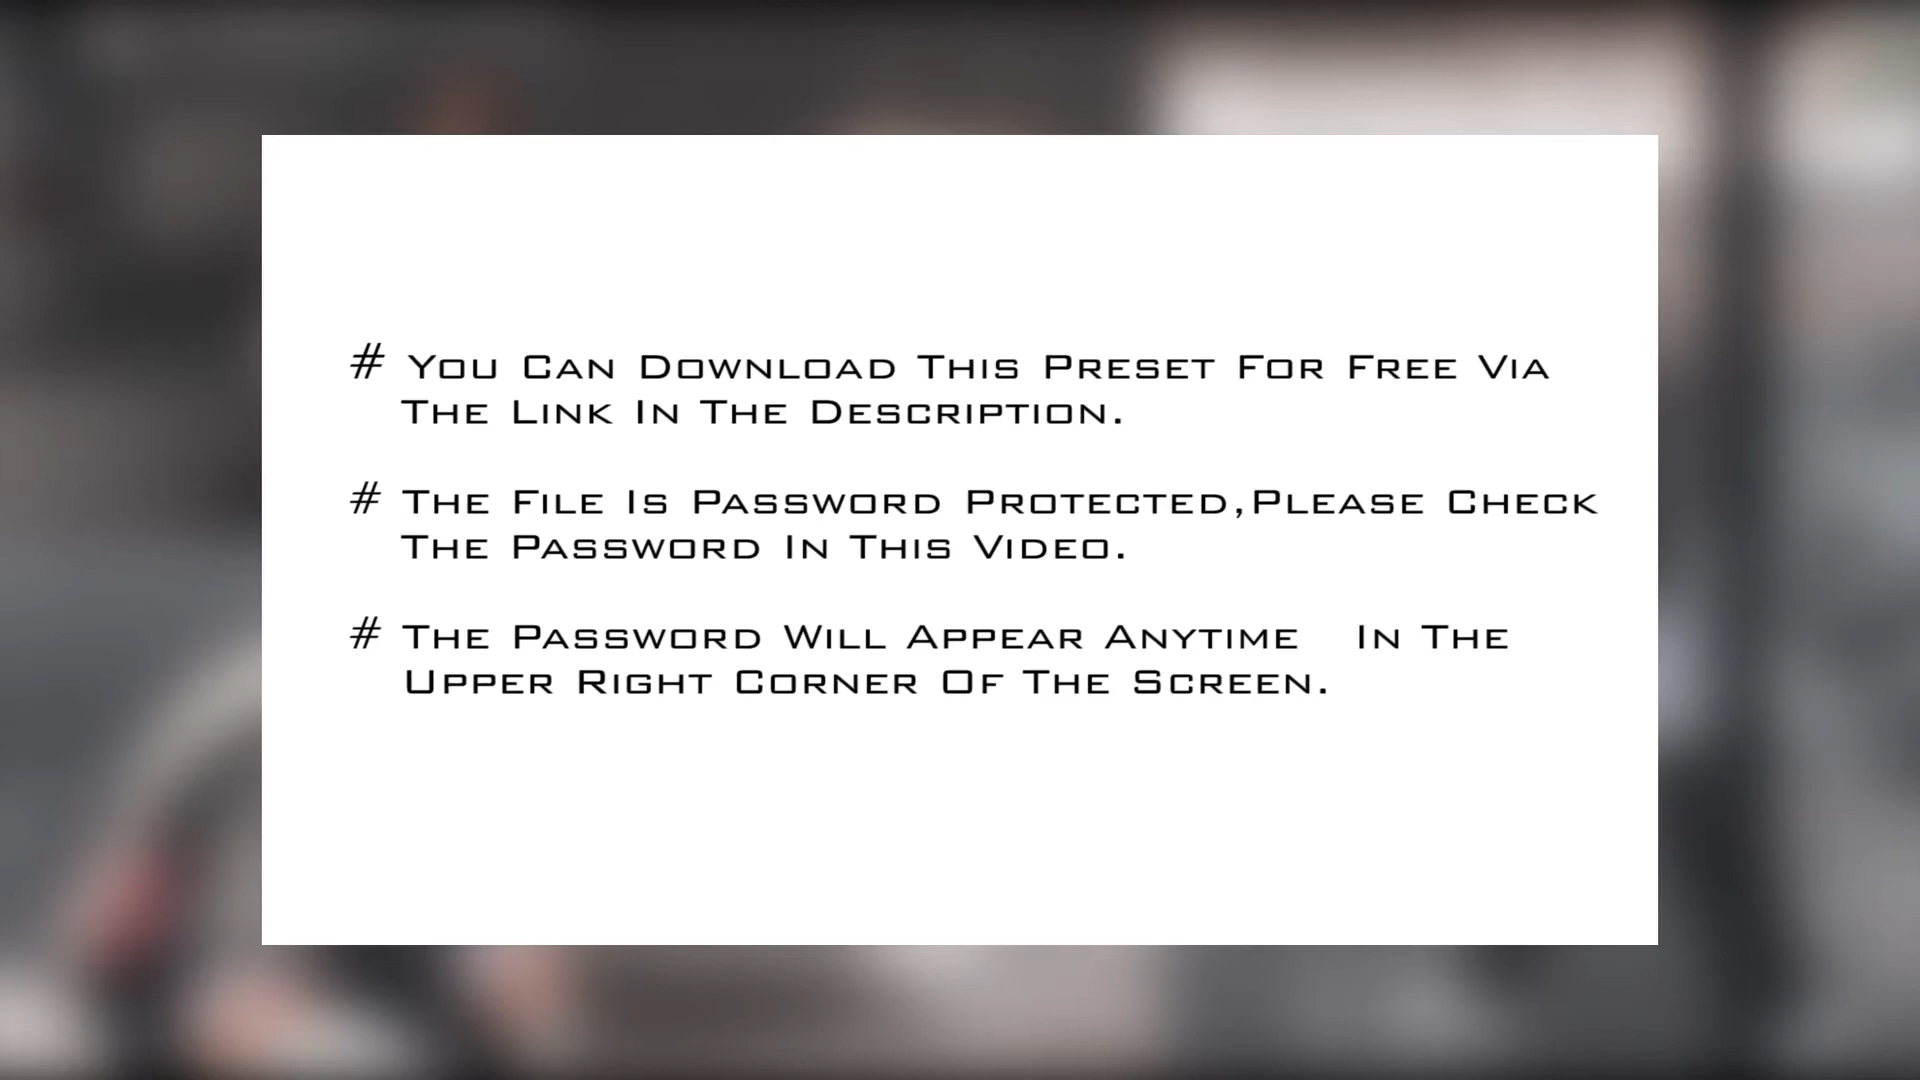 # You Can Download This Preset For Free Via
The Link In The Description.
# The File Is Password Protected,Please Check
The Password In This Video.
# The Password Will Appear Anytime In The
Upper Right Corner Of The Screen.